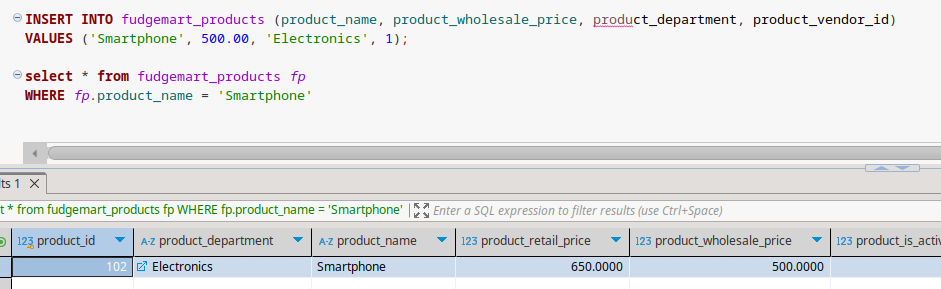 INSERT INTO fudgemart_products (product_name, product_wholesale_price, product_department, product_vendor_id)
VALUES ('Smartphone', 500.00, 'Electronics', 1);
select * from fudgemart_products fp
WHERE fp.product_name = 'Smartphone'
lts 1
t * from fudgemart_products fp WHERE fp.product_name = 'Smartphone' Enter a SQL expression to filter results (use Ctrl+Space)
123 product_id A-Z product_department A-Z product_name 123 product_retail_price 123 product_wholesale_price 123 product_is_activ
102 Electronics Smartphone 650.0000 500.0000